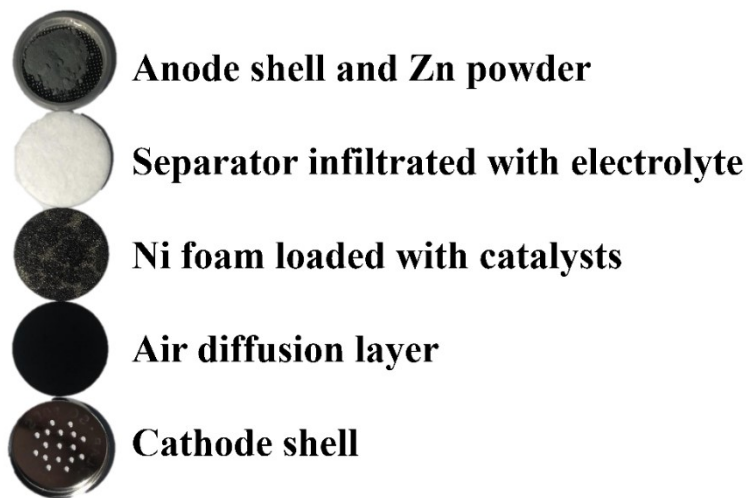 Anode shell and Zn powder
Separator infiltrated with electrolyte
Ni foam loaded with catalysts
Air diffusion layer
Cathode shell